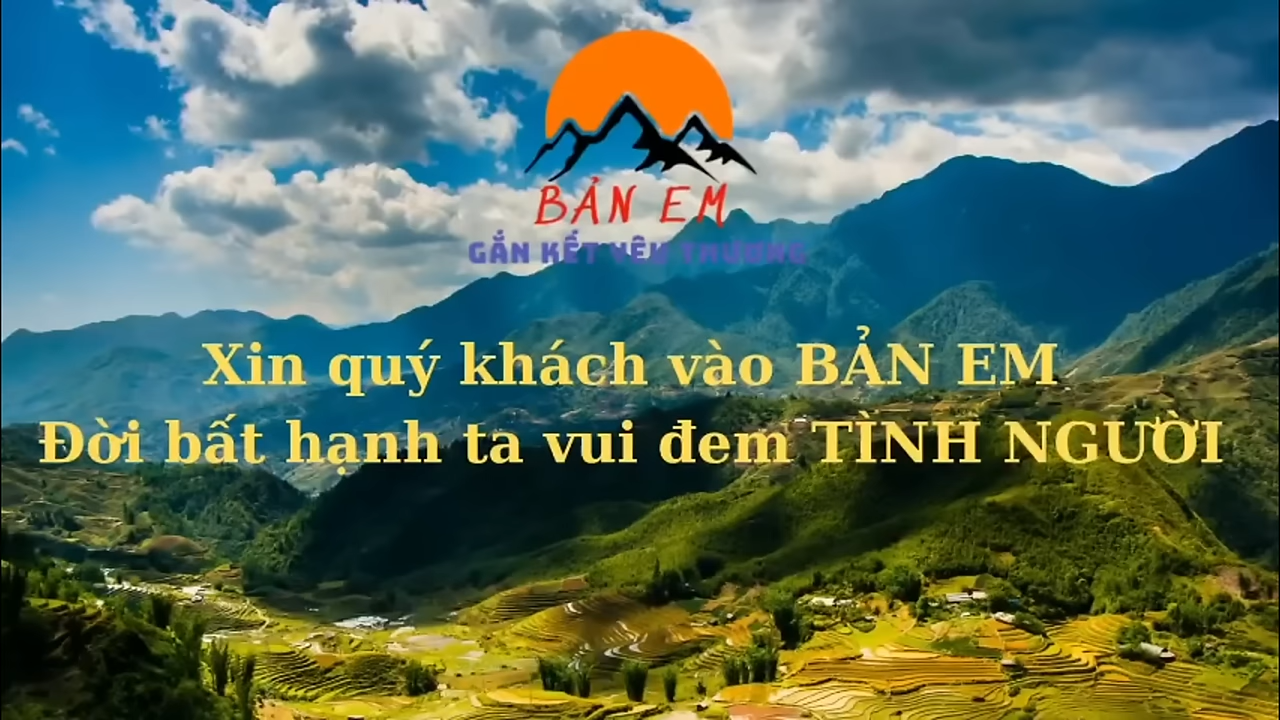 BẢN EM
GẮN KẾT YÊU THƯƠNG
Xin quý khách vào BẢN EM
Đời bất hạnh ta vui đem TÌNH NGƯỜI